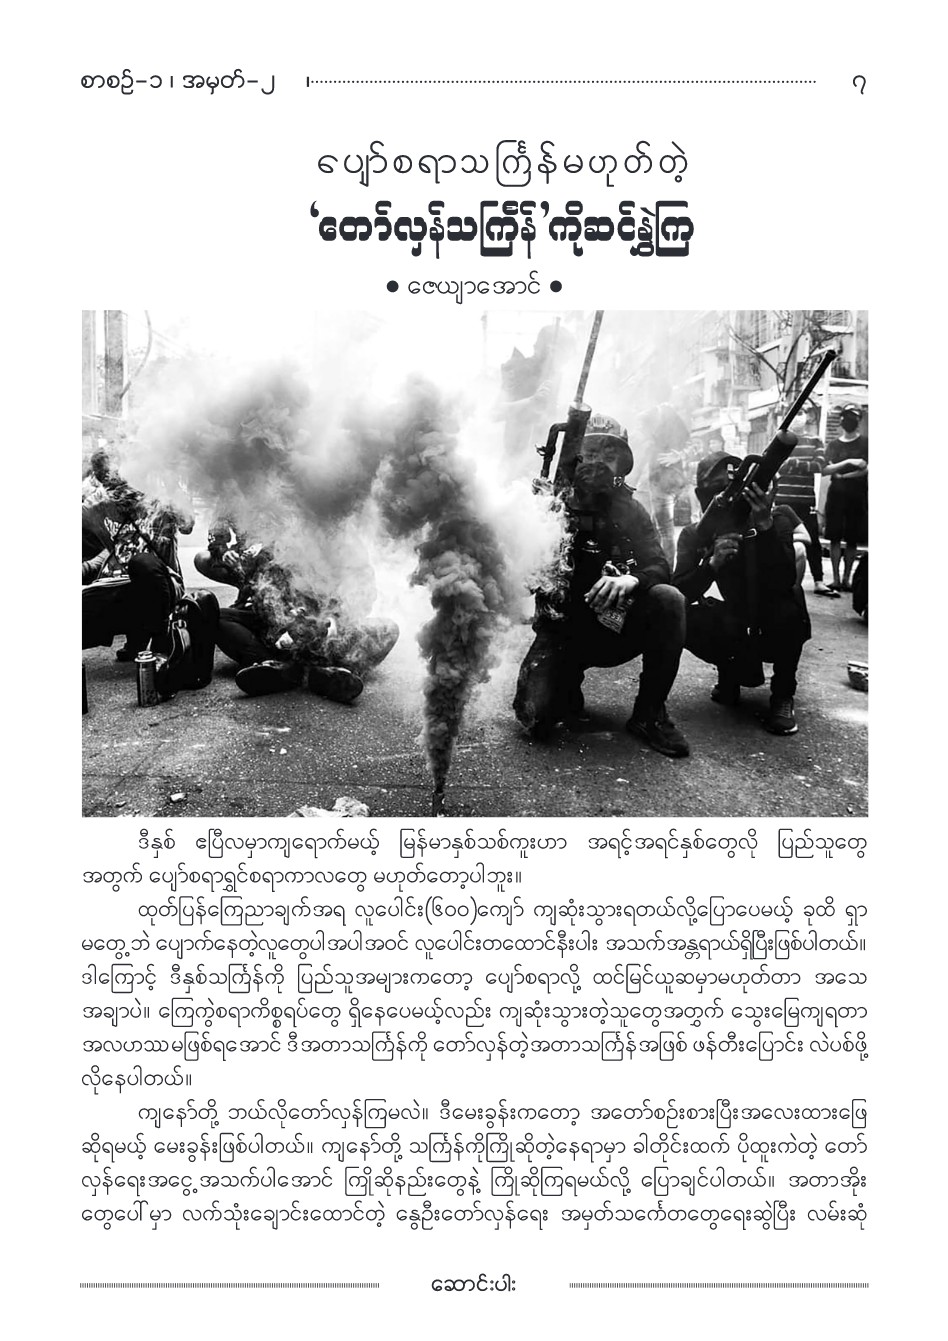 စာစဉ်-၁ ၊ အမှတ်-၂
၇
ပျော်စရာသင်္ကြန်မဟုတ်တဲ့
‘တော်လှန်သင်္ကြန်’ကိုဆင်နွှဲကြ
● ဇေယျာအောင် ●
ဒီနှစ် ဧပြီလမှာကျရောက်မယ့် မြန်မာနှစ်သစ်ကူးဟာ အရင့်အရင်နှစ်တွေလို ပြည်သူတွေ
အတွက် ပျော်စရာရွှင်စရာကာလတွေ မဟုတ်တော့ပါဘူး။
ထုတ်ပြန်ကြေညာချက်အရ လူပေါင်း(၆၀၀)ကျော် ကျဆုံးသွားရတယ်လို့ပြောပေမယ့် ခုထိ ရှာ
မတွေ့ဘဲ ပျောက်နေတဲ့လူတွေပါအပါအဝင် လူပေါင်းတထောင်နီးပါး အသက်အန္တရာယ်ရှိပြီးဖြစ်ပါတယ်။
ဒါကြောင့် ဒီနှစ်သင်္ကြန်ကို ပြည်သူအများကတော့ ပျော်စရာလို့ ထင်မြင်ယူဆမှာမဟုတ်တာ အသေ
အချာပဲ။ ကြေကွဲစရာကိစ္စရပ်တွေ ရှိနေပေမယ့်လည်း ကျဆုံးသွားတဲ့သူတွေအတွက် သွေးမြေကျရတာ
အလဟဿမဖြစ်ရအောင် ဒီအတာသင်္ကြန်ကို တော်လှန်တဲ့အတာသင်္ကြန်အဖြစ် ဖန်တီးပြောင်း လဲပစ်ဖို့
လိုနေပါတယ်။
ကျနော်တို့ ဘယ်လိုတော်လှန်ကြမလဲ။ ဒီမေးခွန်းကတော့ အတော်စဉ်းစားပြီးအလေးထားဖြေ
ဆိုရမယ့် မေးခွန်းဖြစ်ပါတယ်။ ကျနော်တို့ သင်္ကြန်ကိုကြိုဆိုတဲ့နေရာမှာ ခါတိုင်းထက် ပိုထူးကဲတဲ့ တော်
လှန်ရေးအငွေ့အသက်ပါအောင် ကြိုဆိုနည်းတွေနဲ့ ကြိုဆိုကြရမယ်လို့ ပြောချင်ပါတယ်။ အတာအိုး
တွေပေါ်မှာ လက်သုံးချောင်းထောင်တဲ့ နွေဦးတော်လှန်ရေး အမှတ်သင်္ကေတတွေရေးဆွဲပြီး လမ်းဆုံ
ဆောင်းပါး